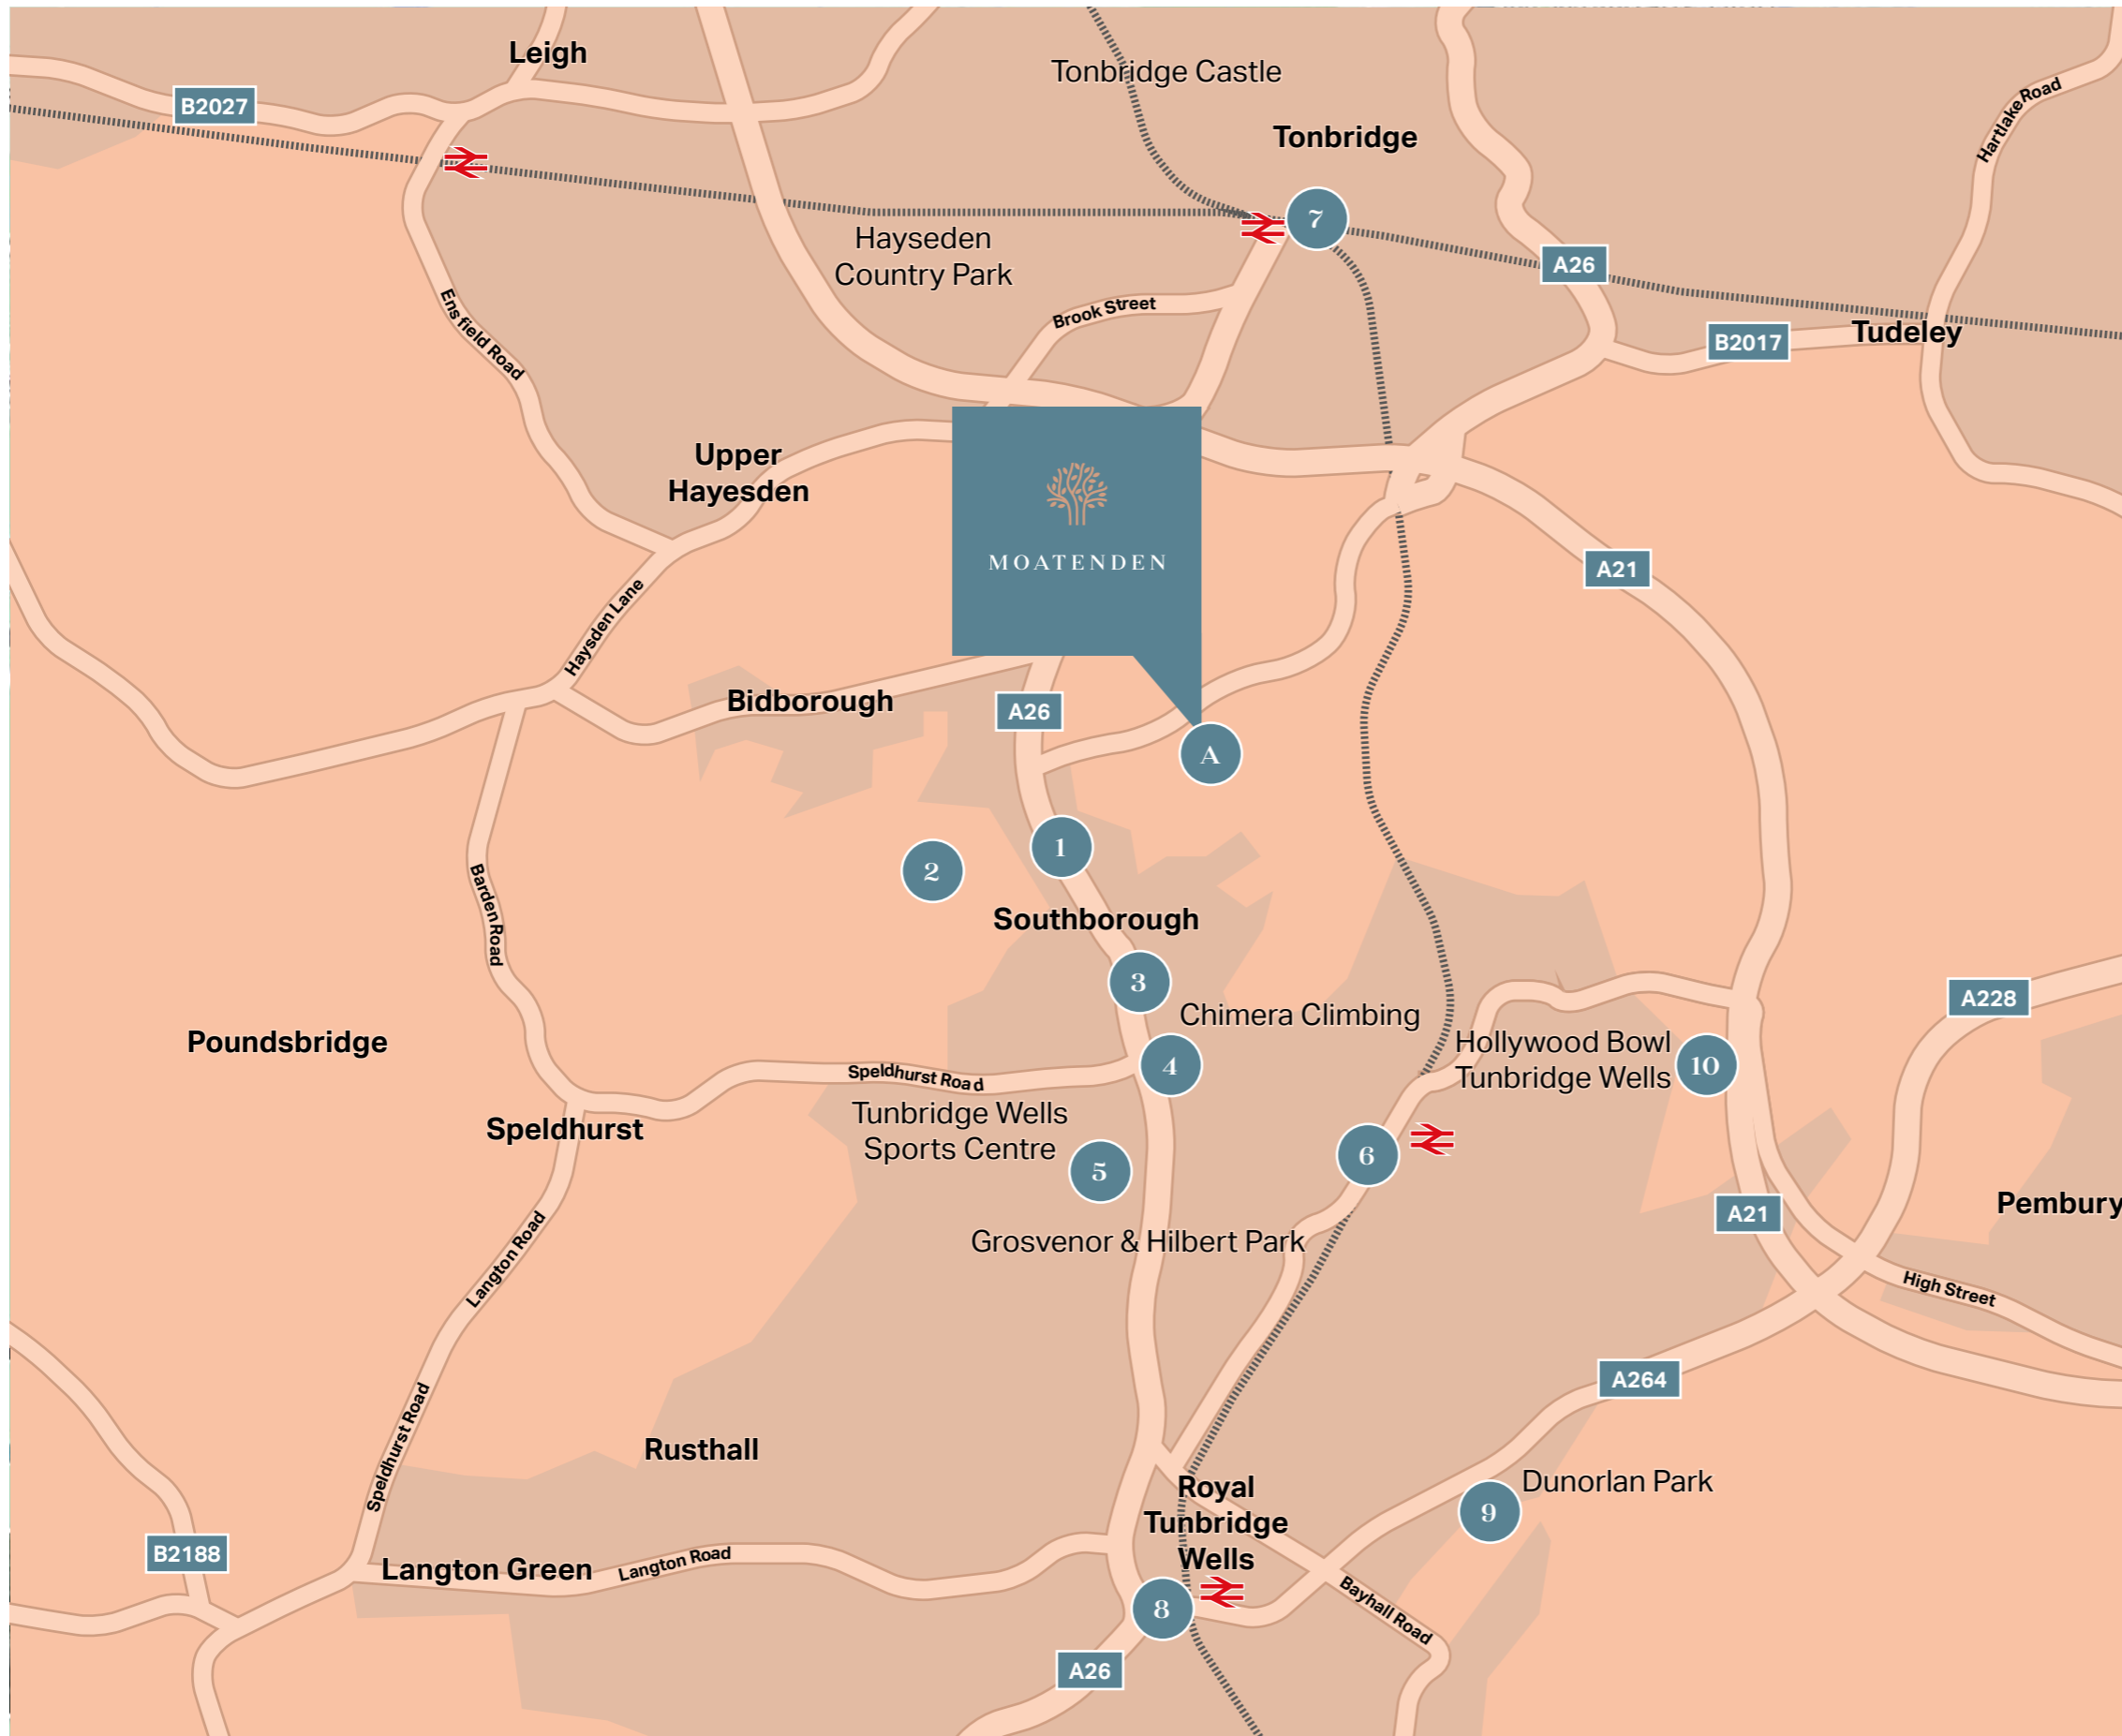 Leigh
Tonbridge Castle
B2027
Hartlake Road
Tonbridge
7
Hayseden
Country Park
A26
Ensfield Road
Brook Street
B2017
Tudeley
Upper
Hayesden
MOATENDEN
A21
Haysden Lane
Bidborough
A26
A
1
2
Barden Road
Southborough
3
A228
Chimera Climbing
Poundsbridge
Hollywood Bowl
Tunbridge Wells
10
4
Speldhurst Road
Tunbridge Wells
Sports Centre
Speldhurst
6
5
Pembury
A21
Grosvenor & Hilbert Park
Langton Road
High Street
A264
Speldhurst Road
Rusthall
Royal
Tunbridge
Wells
Dunorlan Park
9
B2188
Langton Green
Langton Road
8
Bayhall Road
A26